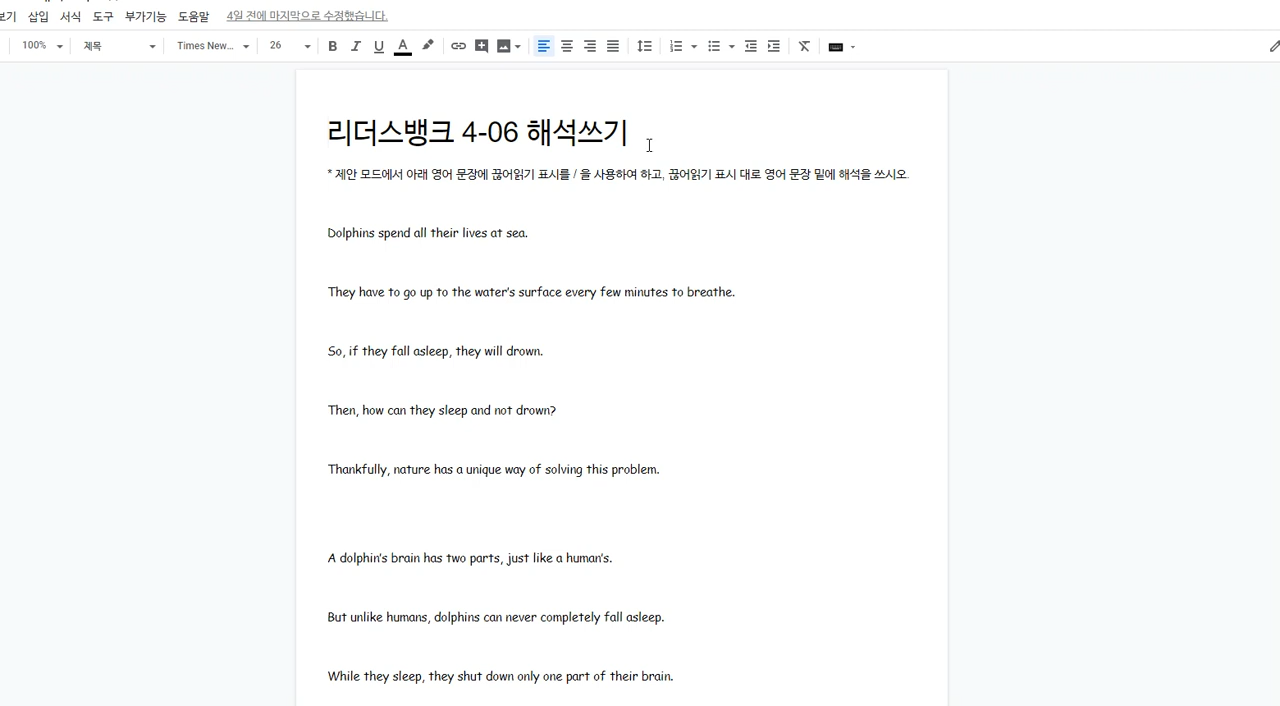 보기 삽입 서식 도구 부가기능 도움말 4일 전에 마지막으로 수정했습니다.
100% 제목 Times New... 26 B I U A
리더스뱅크 4-06 해석쓰기
* 제안 모드에서 아래 영어 문장에 끊어읽기 표시를 / 을 사용하여 하고, 끊어읽기 표시 대로 영어 문장 밑에 해석을 쓰시오.
Dolphins spend all their lives at sea.
They have to go up to the water's surface every few minutes to breathe.
So, if they fall asleep, they will drown.
Then, how can they sleep and not drown?
Thankfully, nature has a unique way of solving this problem.
A dolphin's brain has two parts, just like a human's.
But unlike humans, dolphins can never completely fall asleep.
While they sleep, they shut down only one part of their brain.